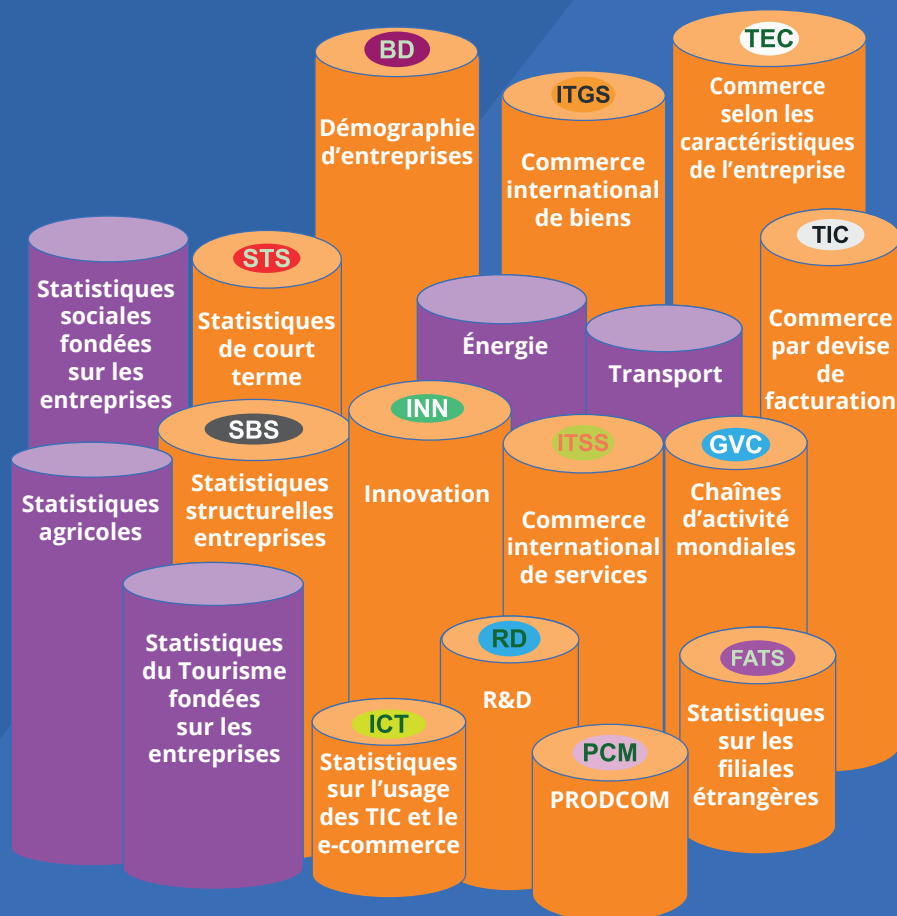 BD
Démographie
d'entreprises
ITGS
Commerce
international
de biens
TEC
Commerce
selon les
caractéristiques
de l'entreprise
Statistiques
sociales
fondées
sur les
entreprises
STS
Statistiques
de court
terme
Énergie
Transport
TIC
Commerce
par devise
de
facturation
Statistiques
agricoles
SBS
Statistiques
structurelles
entreprises
INN
Innovation
ITSS
Commerce
international
de services
GVC
Chaînes
d'activité
mondiales
Statistiques
du Tourisme
fondées
sur les
entreprises
ICT
Statistiques
sur l'usage
des TIC et le
e-commerce
RD
R&D
PCM
PRODCOM
FATS
Statistiques
sur les
filiales
étrangères